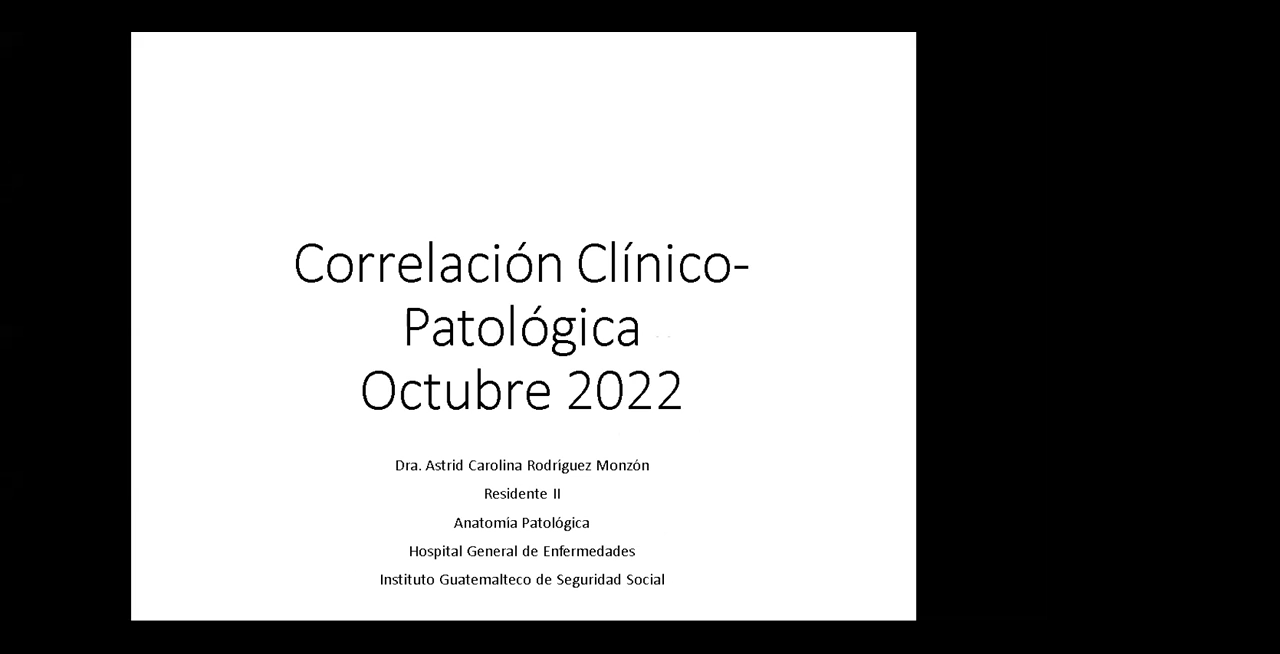 Correlación Clínico-
Patológica
Octubre 2022
Dra. Astrid Carolina Rodríguez Monzón
Residente II
Anatomía Patológica
Hospital General de Enfermedades
Instituto Guatemalteco de Seguridad Social